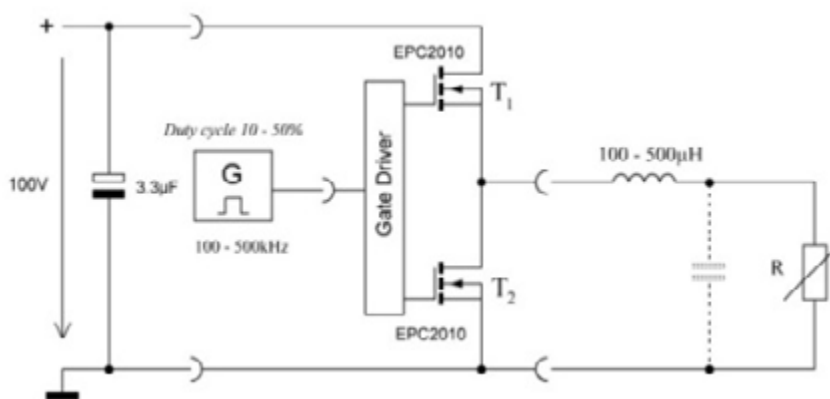 +
EPC2010
T1
Duty cycle 10 - 50%
100 - 500µH
G
Gate Driver
100V
3.3µF
100 - 500kHz
R
T2
EPC2010